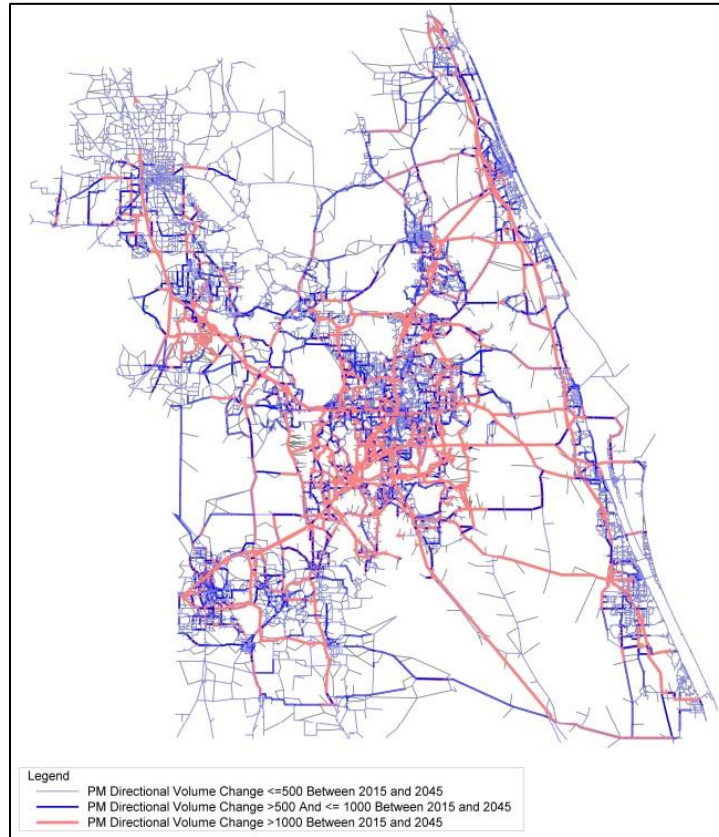 Legend
PM Directional Volume Change <=500 Between 2015 and 2045
PM Directional Volume Change >500 And <= 1000 Between 2015 and 2045
PM Directional Volume Change >1000 Between 2015 and 2045